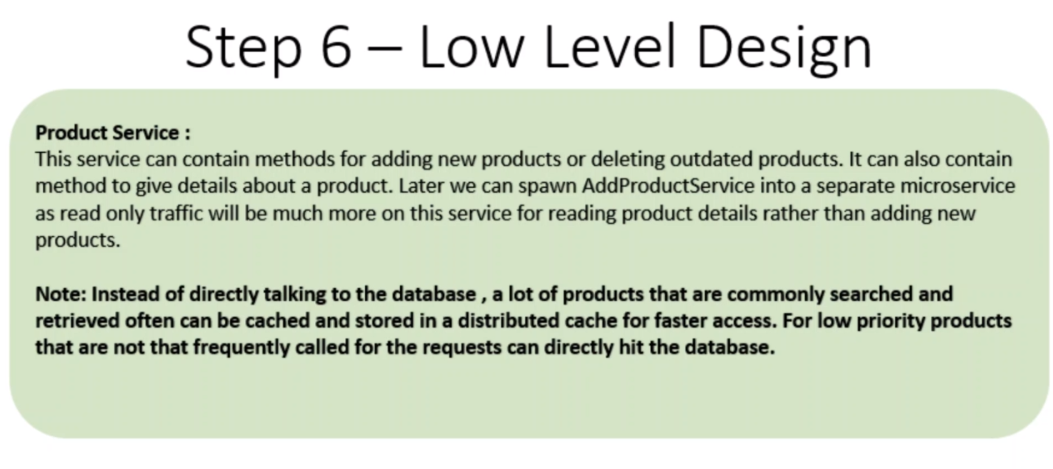 Step 6 – Low Level Design
Product Service :
This service can contain methods for adding new products or deleting outdated products. It can also contain
method to give details about a product. Later we can spawn AddProductService into a separate microservice
as read only traffic will be much more on this service for reading product details rather than adding new
products.
Note: Instead of directly talking to the database , a lot of products that are commonly searched and
retrieved often can be cached and stored in a distributed cache for faster access. For low priority products
that are not that frequently called for the requests can directly hit the database.